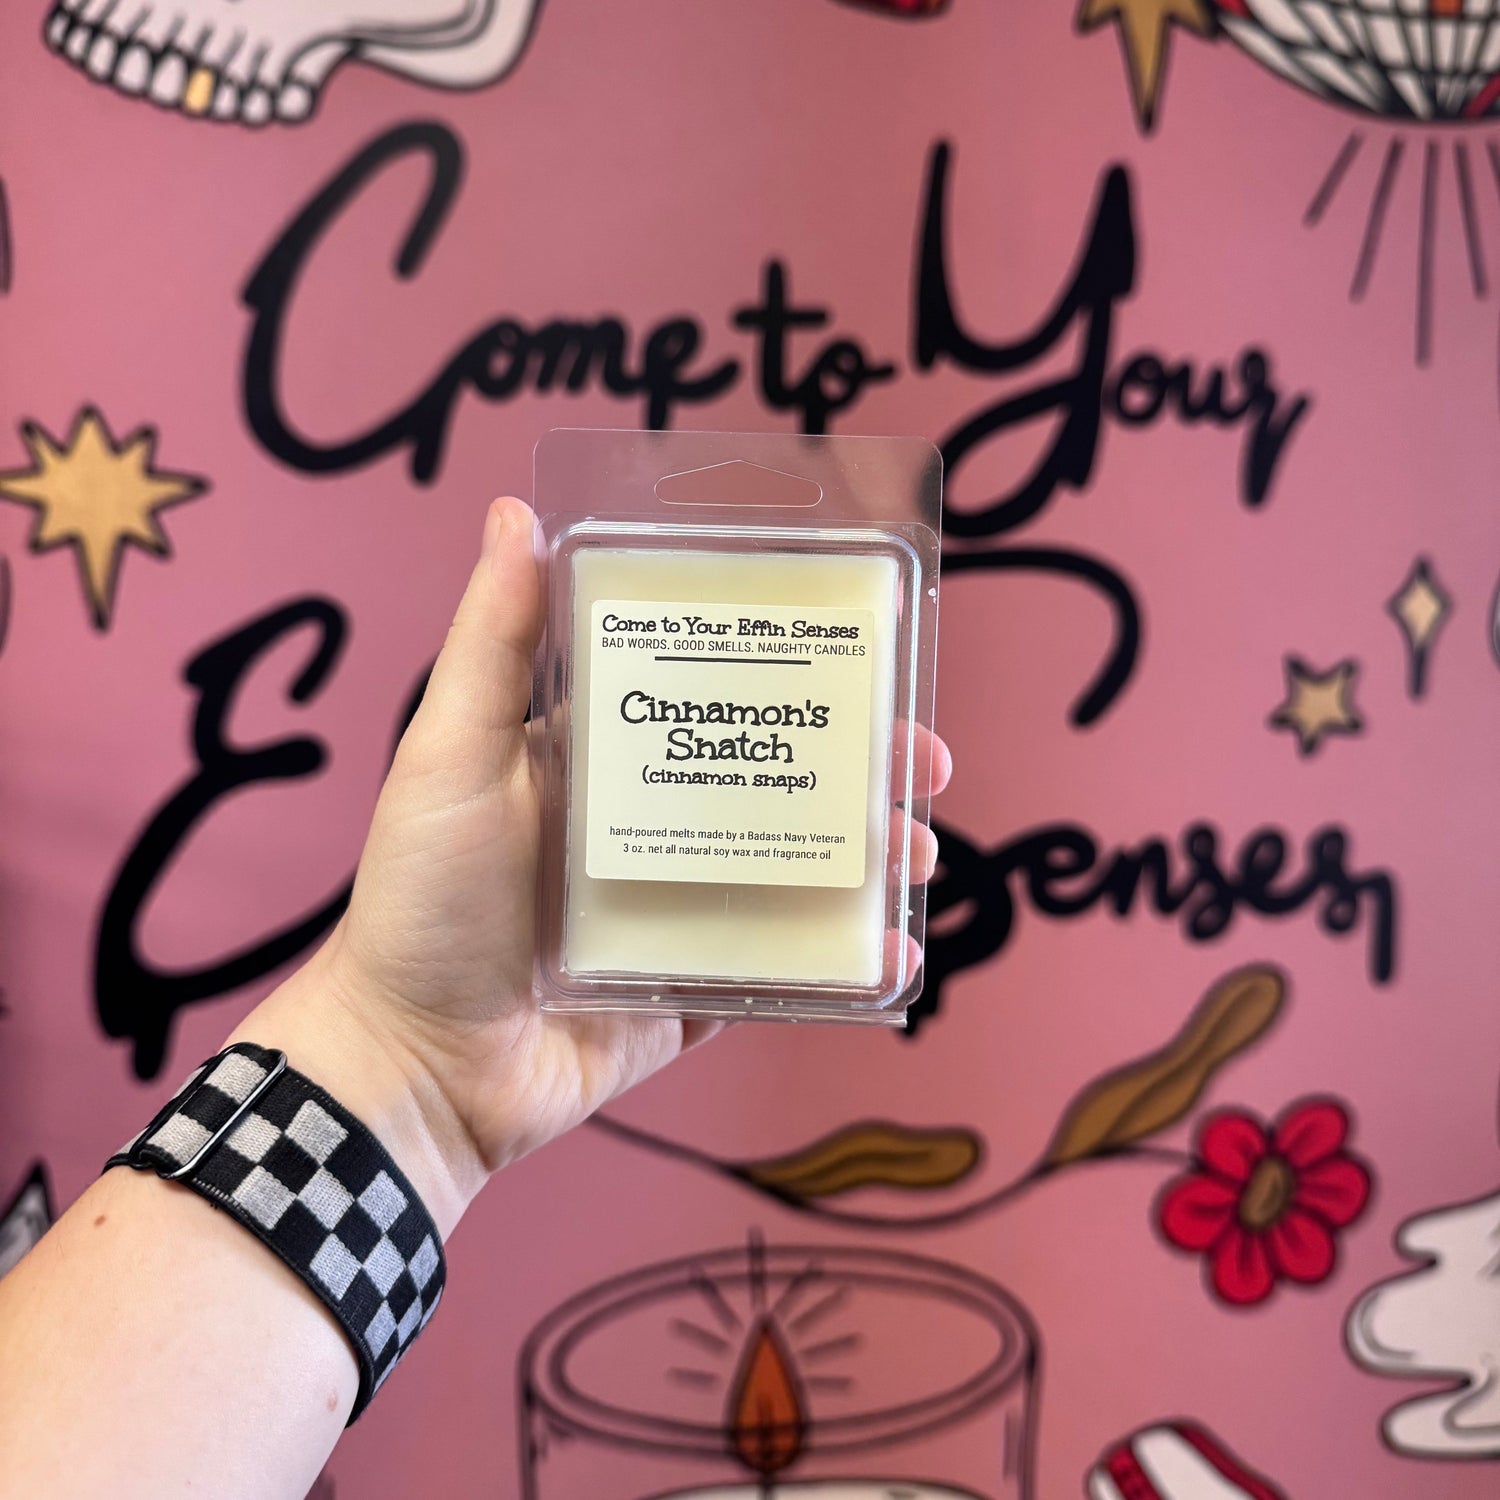 Come to Your
E Senses
Come to Your Effin Senses
BAD WORDS. GOOD SMELLS. NAUGHTY CANDLES
Cinnamon's
Snatch
(cinnamon snaps)
hand-poured melts made by a Badass Navy Veteran
3 oz. net all natural soy wax and fragrance oil